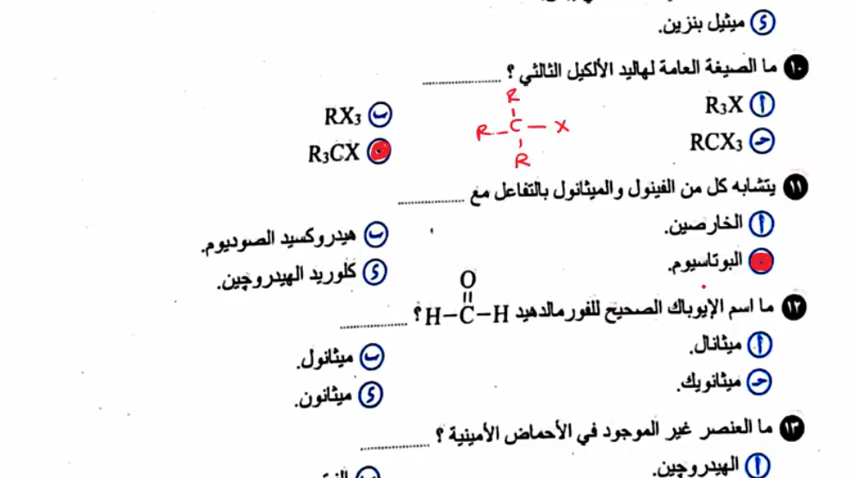 د ميثيل بنزين.
١٠ ما الصيغة العامة لهاليد الألكيل الثالثي ؟ ............
أ R₃X
ب RX₃
R
R – C – X
R
ج RCX₃
R₃CX
١١ يتشابه كل من الفينول والميثانول بالتفاعل مع ............
أ الخارصين.
ب هيدروكسيد الصوديوم.
البوتاسيوم.
د كلوريد الهيدروجين.
O
١٢ ما اسم الإيوباك الصحيح للفورمالدهيد H–C–H ؟ ............
أ ميثانال.
ب ميثانول.
ج ميثانويك.
د ميثانون.
١٣ ما العنصر غير الموجود في الأحماض الأمينية ؟ ............
أ الهيدروجين.
ب